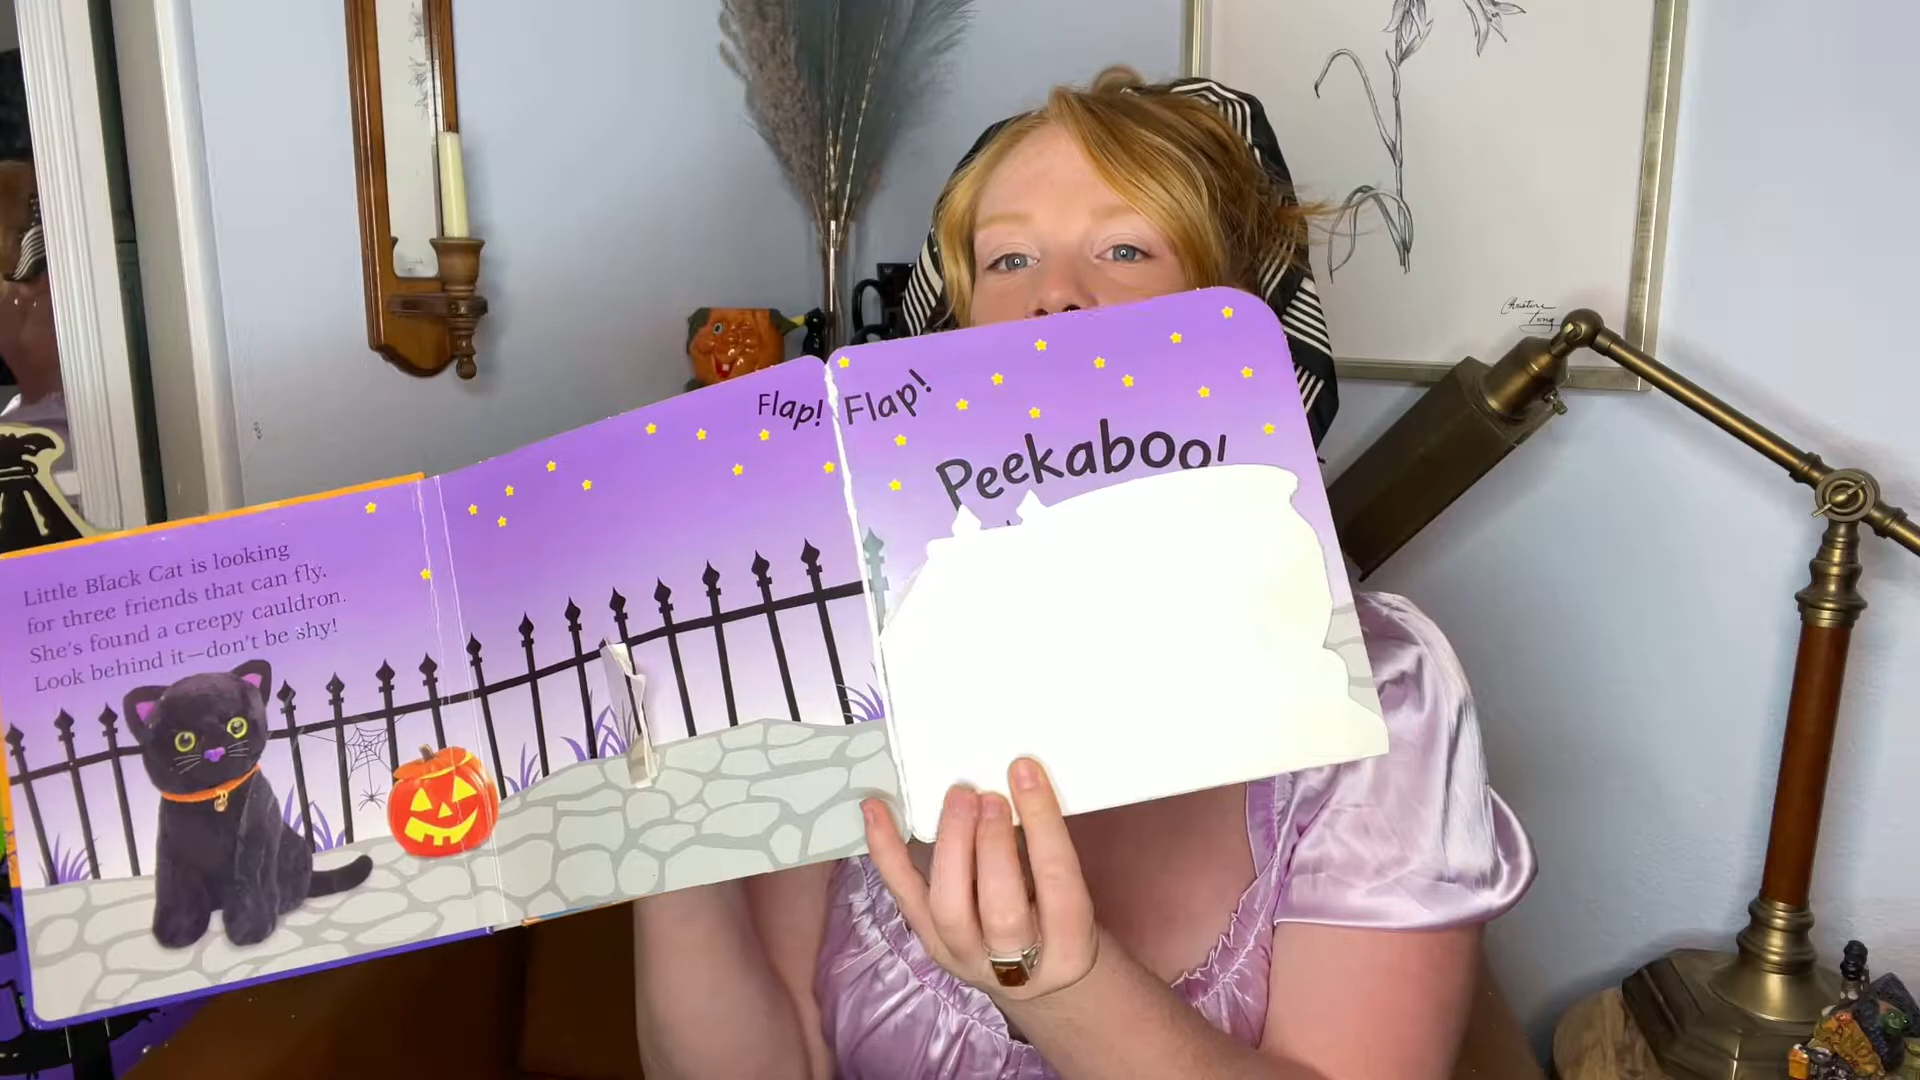 Little Black Cat is looking
for three friends that can fly.
She's found a creepy cauldron.
Look behind it—don't be shy!
Flap! Flap!
Peekaboo!
Christine